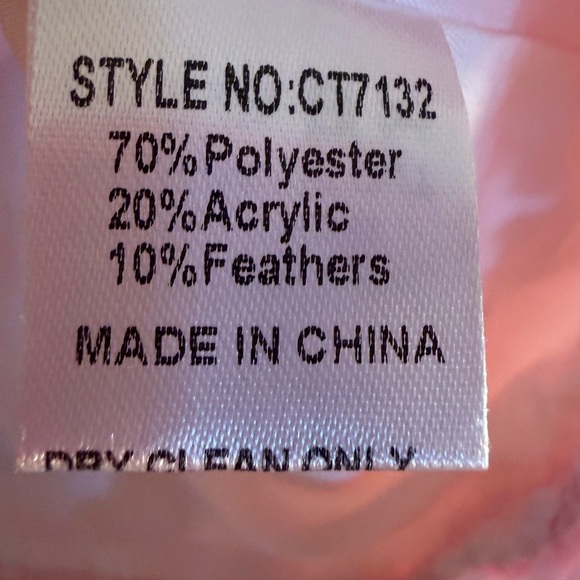 STYLE NO:CT7132
70%Polyester
20%Acrylic
10%Feathers
MADE IN CHINA
DRY CLEAN ONLY